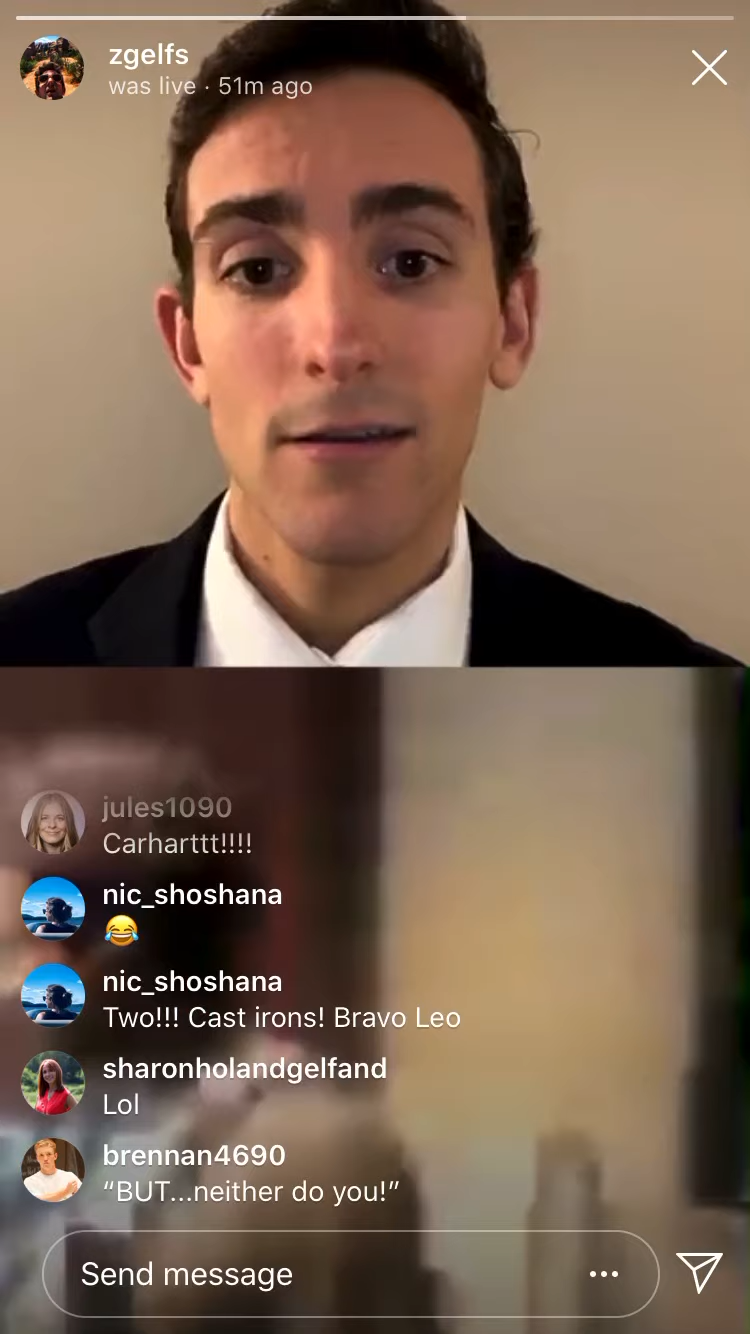 zgelfs
was live · 51m ago
jules1090
Carharttt!!!!
nic_shoshana
😂
nic_shoshana
Two!!! Cast irons! Bravo Leo
sharonholandgelfand
Lol
brennan4690
“BUT...neither do you!”
Send message